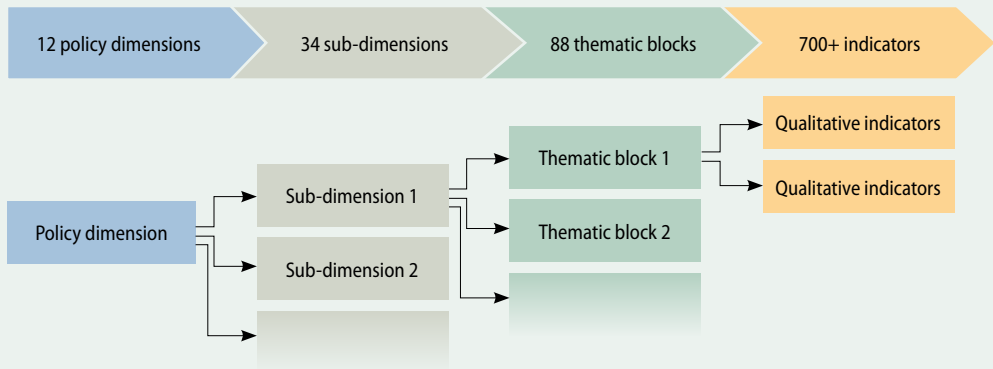 12 policy dimensions
34 sub-dimensions
88 thematic blocks
700+ indicators
Policy dimension
Sub-dimension 1
Sub-dimension 2
Thematic block 1
Thematic block 2
Qualitative indicators
Qualitative indicators